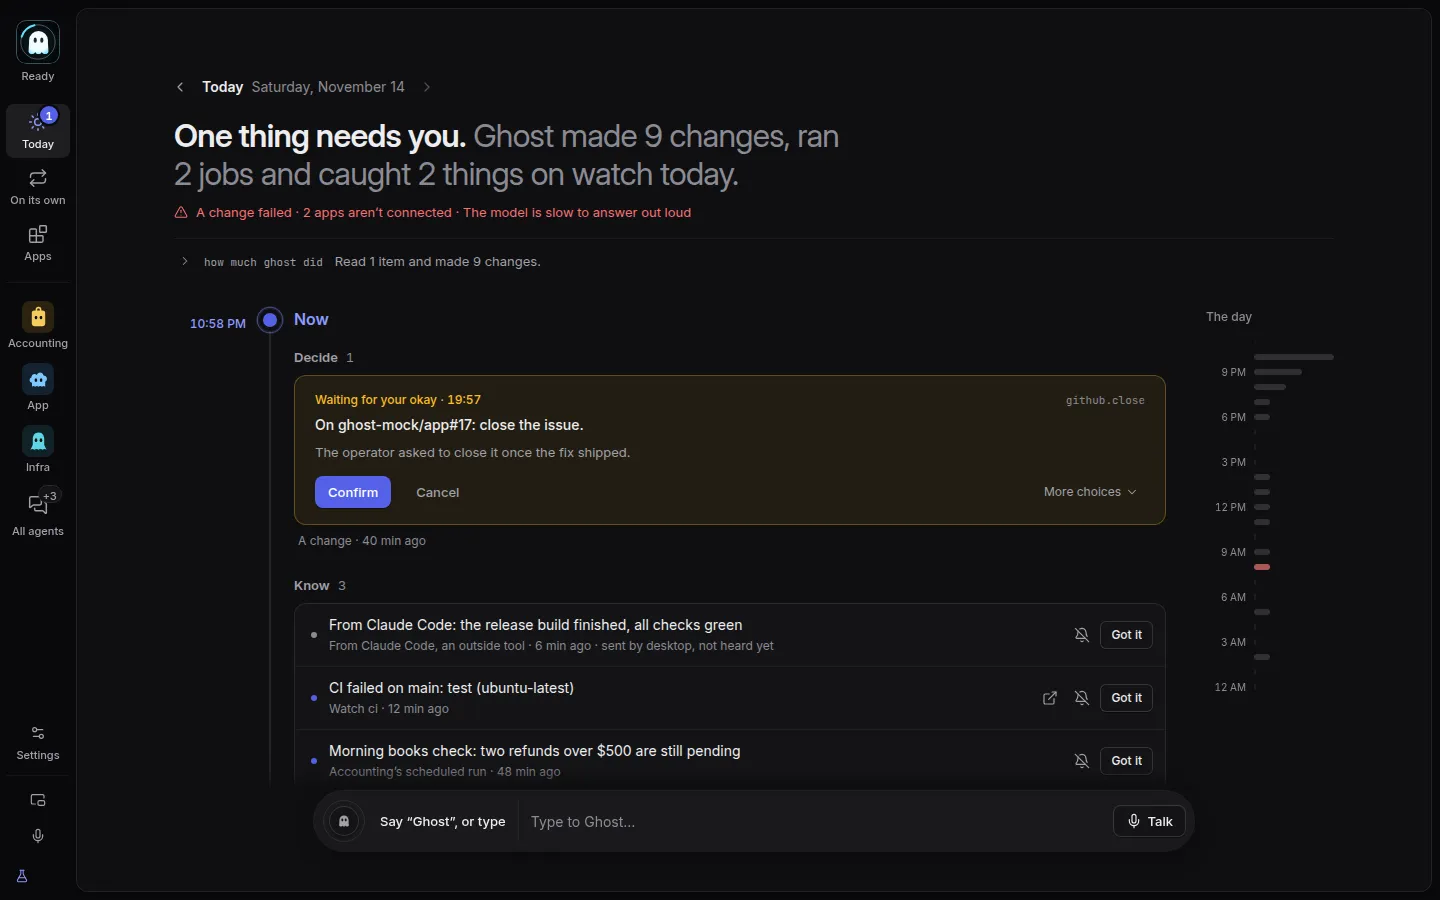 Ready
1
Today
On its own
Apps
Accounting
App
Infra
+3
All agents
Settings
Today Saturday, November 14
One thing needs you. Ghost made 9 changes, ran
2 jobs and caught 2 things on watch today.
A change failed · 2 apps aren’t connected · The model is slow to answer out loud
how much ghost did Read 1 item and made 9 changes.
10:58 PM Now
Decide 1
Waiting for your okay · 19:57 github.close
On ghost-mock/app#17: close the issue.
The operator asked to close it once the fix shipped.
Confirm Cancel More choices
A change · 40 min ago
Know 3
From Claude Code: the release build finished, all checks green
From Claude Code, an outside tool · 6 min ago · sent by desktop, not heard yet
Got it
CI failed on main: test (ubuntu-latest)
Watch ci · 12 min ago
Got it
Morning books check: two refunds over $500 are still pending
Accounting’s scheduled run · 48 min ago
Got it
The day
9 PM
6 PM
3 PM
12 PM
9 AM
6 AM
3 AM
12 AM
Say “Ghost”, or type Type to Ghost... Talk